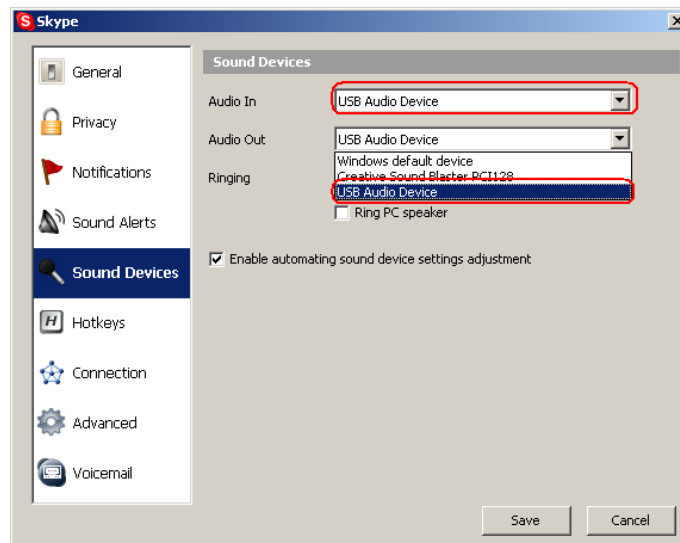 Skype
General
Privacy
Notifications
Sound Alerts
Sound Devices
H Hotkeys
Connection
Advanced
Voicemail
Sound Devices
Audio In USB Audio Device
Audio Out USB Audio Device
Windows default device
Creative Sound Blaster PCI128
Ringing USB Audio Device
Ring PC speaker
Enable automating sound device settings adjustment
Save Cancel